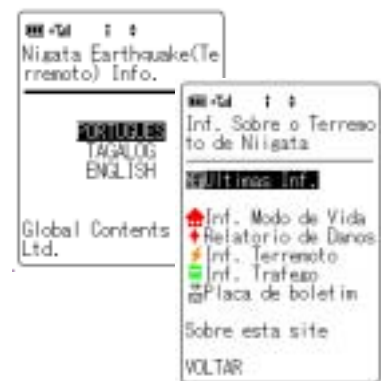 Nigata Earthquake(Te
rremoto) Info.
PORTUGUES
TAGALOG
ENGLISH
Global Contents
Ltd.
Inf. Sobre o Terremo
to de Niigata
Ultimas Inf.
Inf. Modo de Vida
Relatorio de Danos
Inf. Terremoto
Inf. Trafego
Placa de boletim
Sobre esta site
VOLTAR